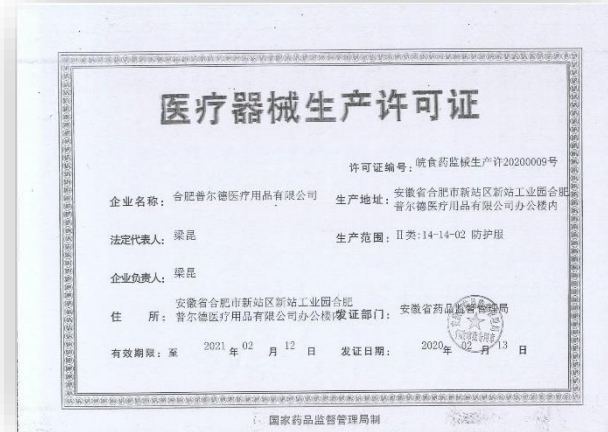 医疗器械生产许可证
许可证编号：皖食药监械生产许20200009号
企业名称：合肥普尔德医疗用品有限公司
生产地址：安徽省合肥市新站区新站工业园合肥
普尔德医疗用品有限公司办公楼内
法定代表人：梁昆
生产范围：Ⅱ类:14-14-02 防护服
企业负责人：梁昆
住 所：安徽省合肥市新站区新站工业园合肥
普尔德医疗用品有限公司办公楼内
发证部门：安徽省药品监督管理局
有效期限：至 2021 年 02 月 12 日
发证日期：2020 年 02 月 13 日
国家药品监督管理局制